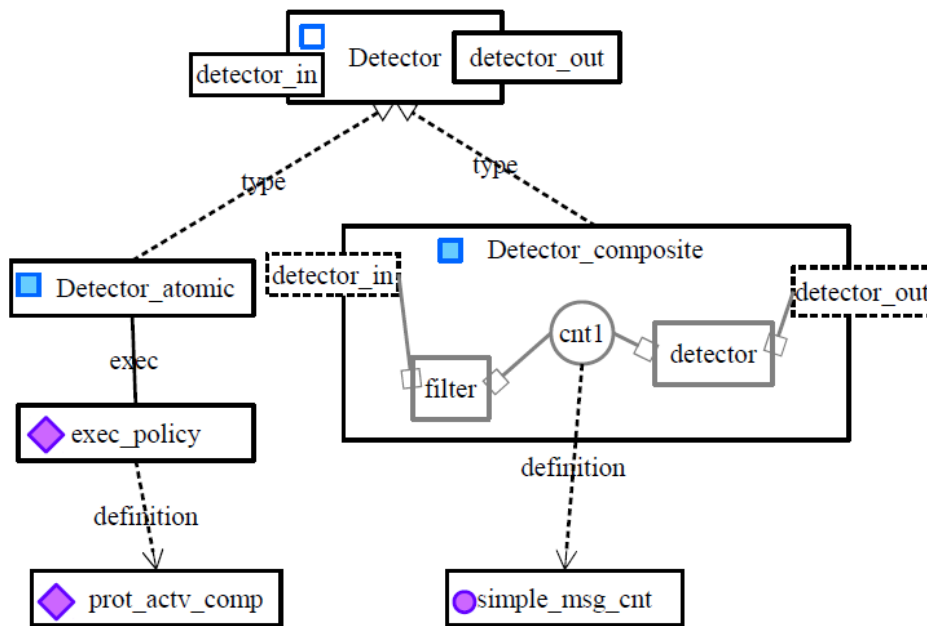 Detector
detector_out
detector_in
type
type
Detector_composite
detector_in
Detector_atomic
detector_out
cnt1
detector
exec
filter
exec_policy
definition
definition
prot_actv_comp
simple_msg_cnt